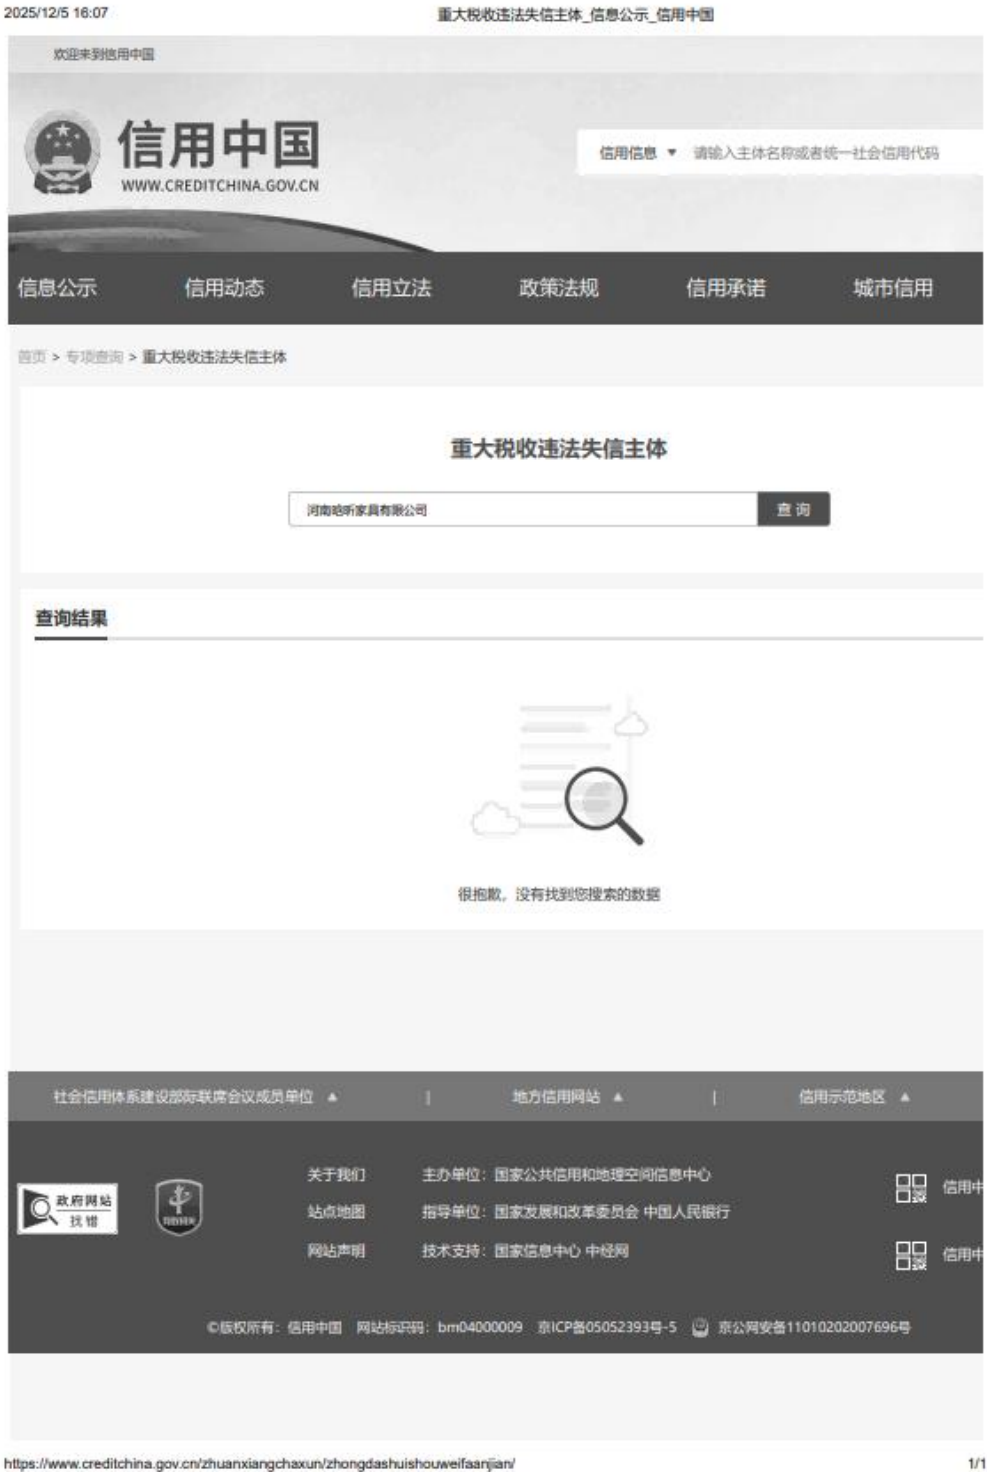 2025/12/5 16:07
重大税收违法失信主体_信息公示_信用中国
欢迎来到信用中国
信用中国
WWW.CREDITCHINA.GOV.CN
信用信息 ▼ 请输入主体名称或者统一社会信用代码
信息公示 信用动态 信用立法 政策法规 信用承诺 城市信用
首页 > 专项查询 > 重大税收违法失信主体
重大税收违法失信主体
河南晗昕家具有限公司 查询
查询结果
很抱歉，没有找到您搜索的数据
社会信用体系建设部际联席会议成员单位 ▲ | 地方信用网站 ▲ | 信用示范地区 ▲
政府网站
找错
关于我们 主办单位：国家公共信用和地理空间信息中心
信用中
站点地图 指导单位：国家发展和改革委员会 中国人民银行
网站声明 技术支持：国家信息中心 中经网
信用中
©版权所有：信用中国 网站标识码：bm04000009 京ICP备05052393号-5 京公网安备11010202007696号
https://www.creditchina.gov.cn/zhuanxiangchaxun/zhongdashuishouweifaanjian/
1/1